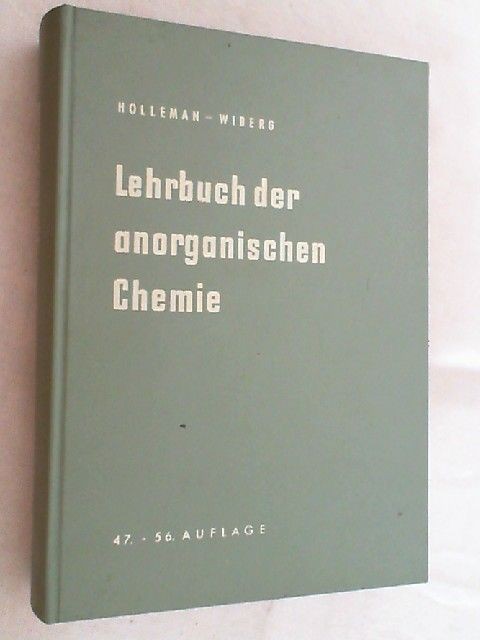 HOLLEMAN-WIBERG
Lehrbuch der
anorganischen
Chemie
47. - 56. AUFLAGE